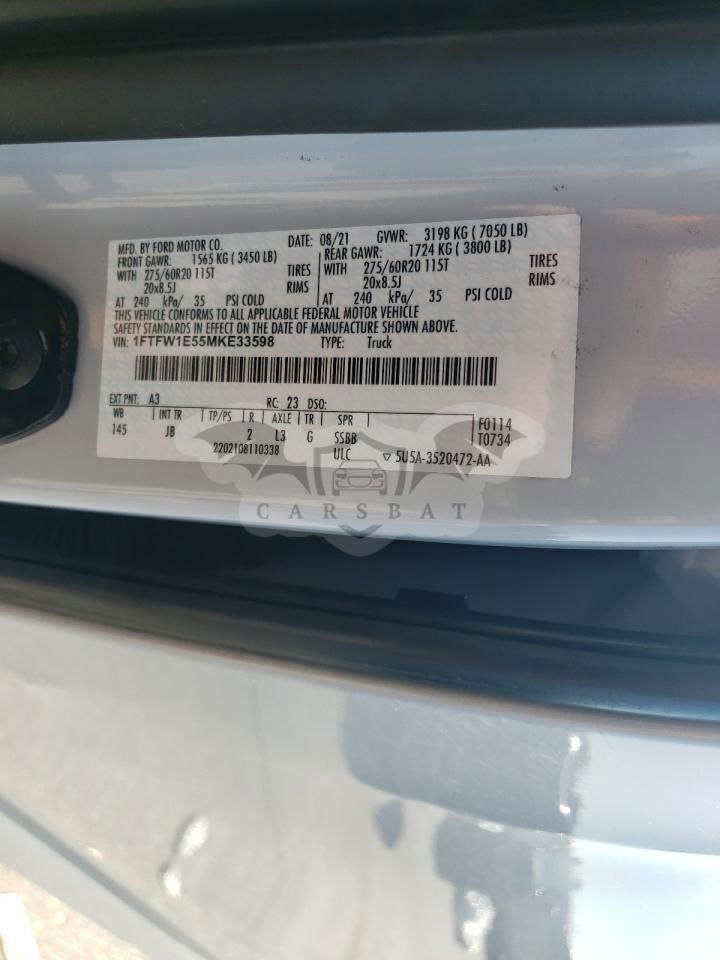 MFD. BY FORD MOTOR CO. DATE: 08/21 GVWR: 3198 KG ( 7050 LB)
FRONT GAWR: 1565 KG ( 3450 LB) REAR GAWR: 1724 KG ( 3800 LB)
WITH 275/60R20 115T TIRES WITH 275/60R20 115T TIRES
20x8.5J RIMS 20x8.5J RIMS
AT 240 kPa/ 35 PSI COLD AT 240 kPa/ 35 PSI COLD
THIS VEHICLE CONFORMS TO ALL APPLICABLE FEDERAL MOTOR VEHICLE
SAFETY STANDARDS IN EFFECT ON THE DATE OF MANUFACTURE SHOWN ABOVE.
VIN: 1FTFW1E55MKE33598 TYPE: Truck
EXT PNT: A3 RC: 23 DSO:
WB INT TR TP/PS R AXLE TR SPR F0114
145 JB 2 L3 G SSBB T0734
2202108110338 ULC ▽ 5U5A-3520472-AA
CARSBAT